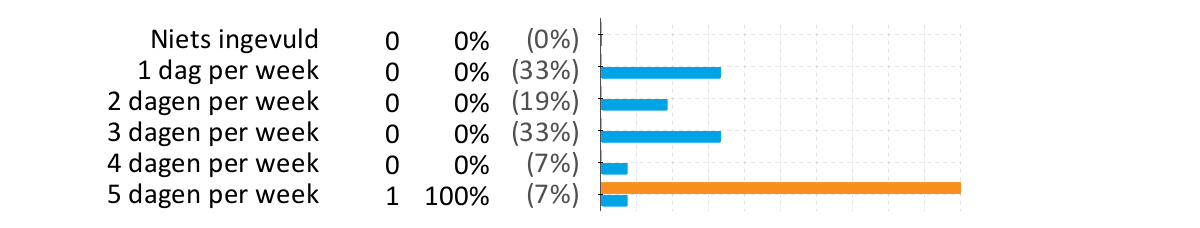 Niets ingevuld 0 0% (0%)
1 dag per week 0 0% (33%)
2 dagen per week 0 0% (19%)
3 dagen per week 0 0% (33%)
4 dagen per week 0 0% (7%)
5 dagen per week 1 100% (7%)